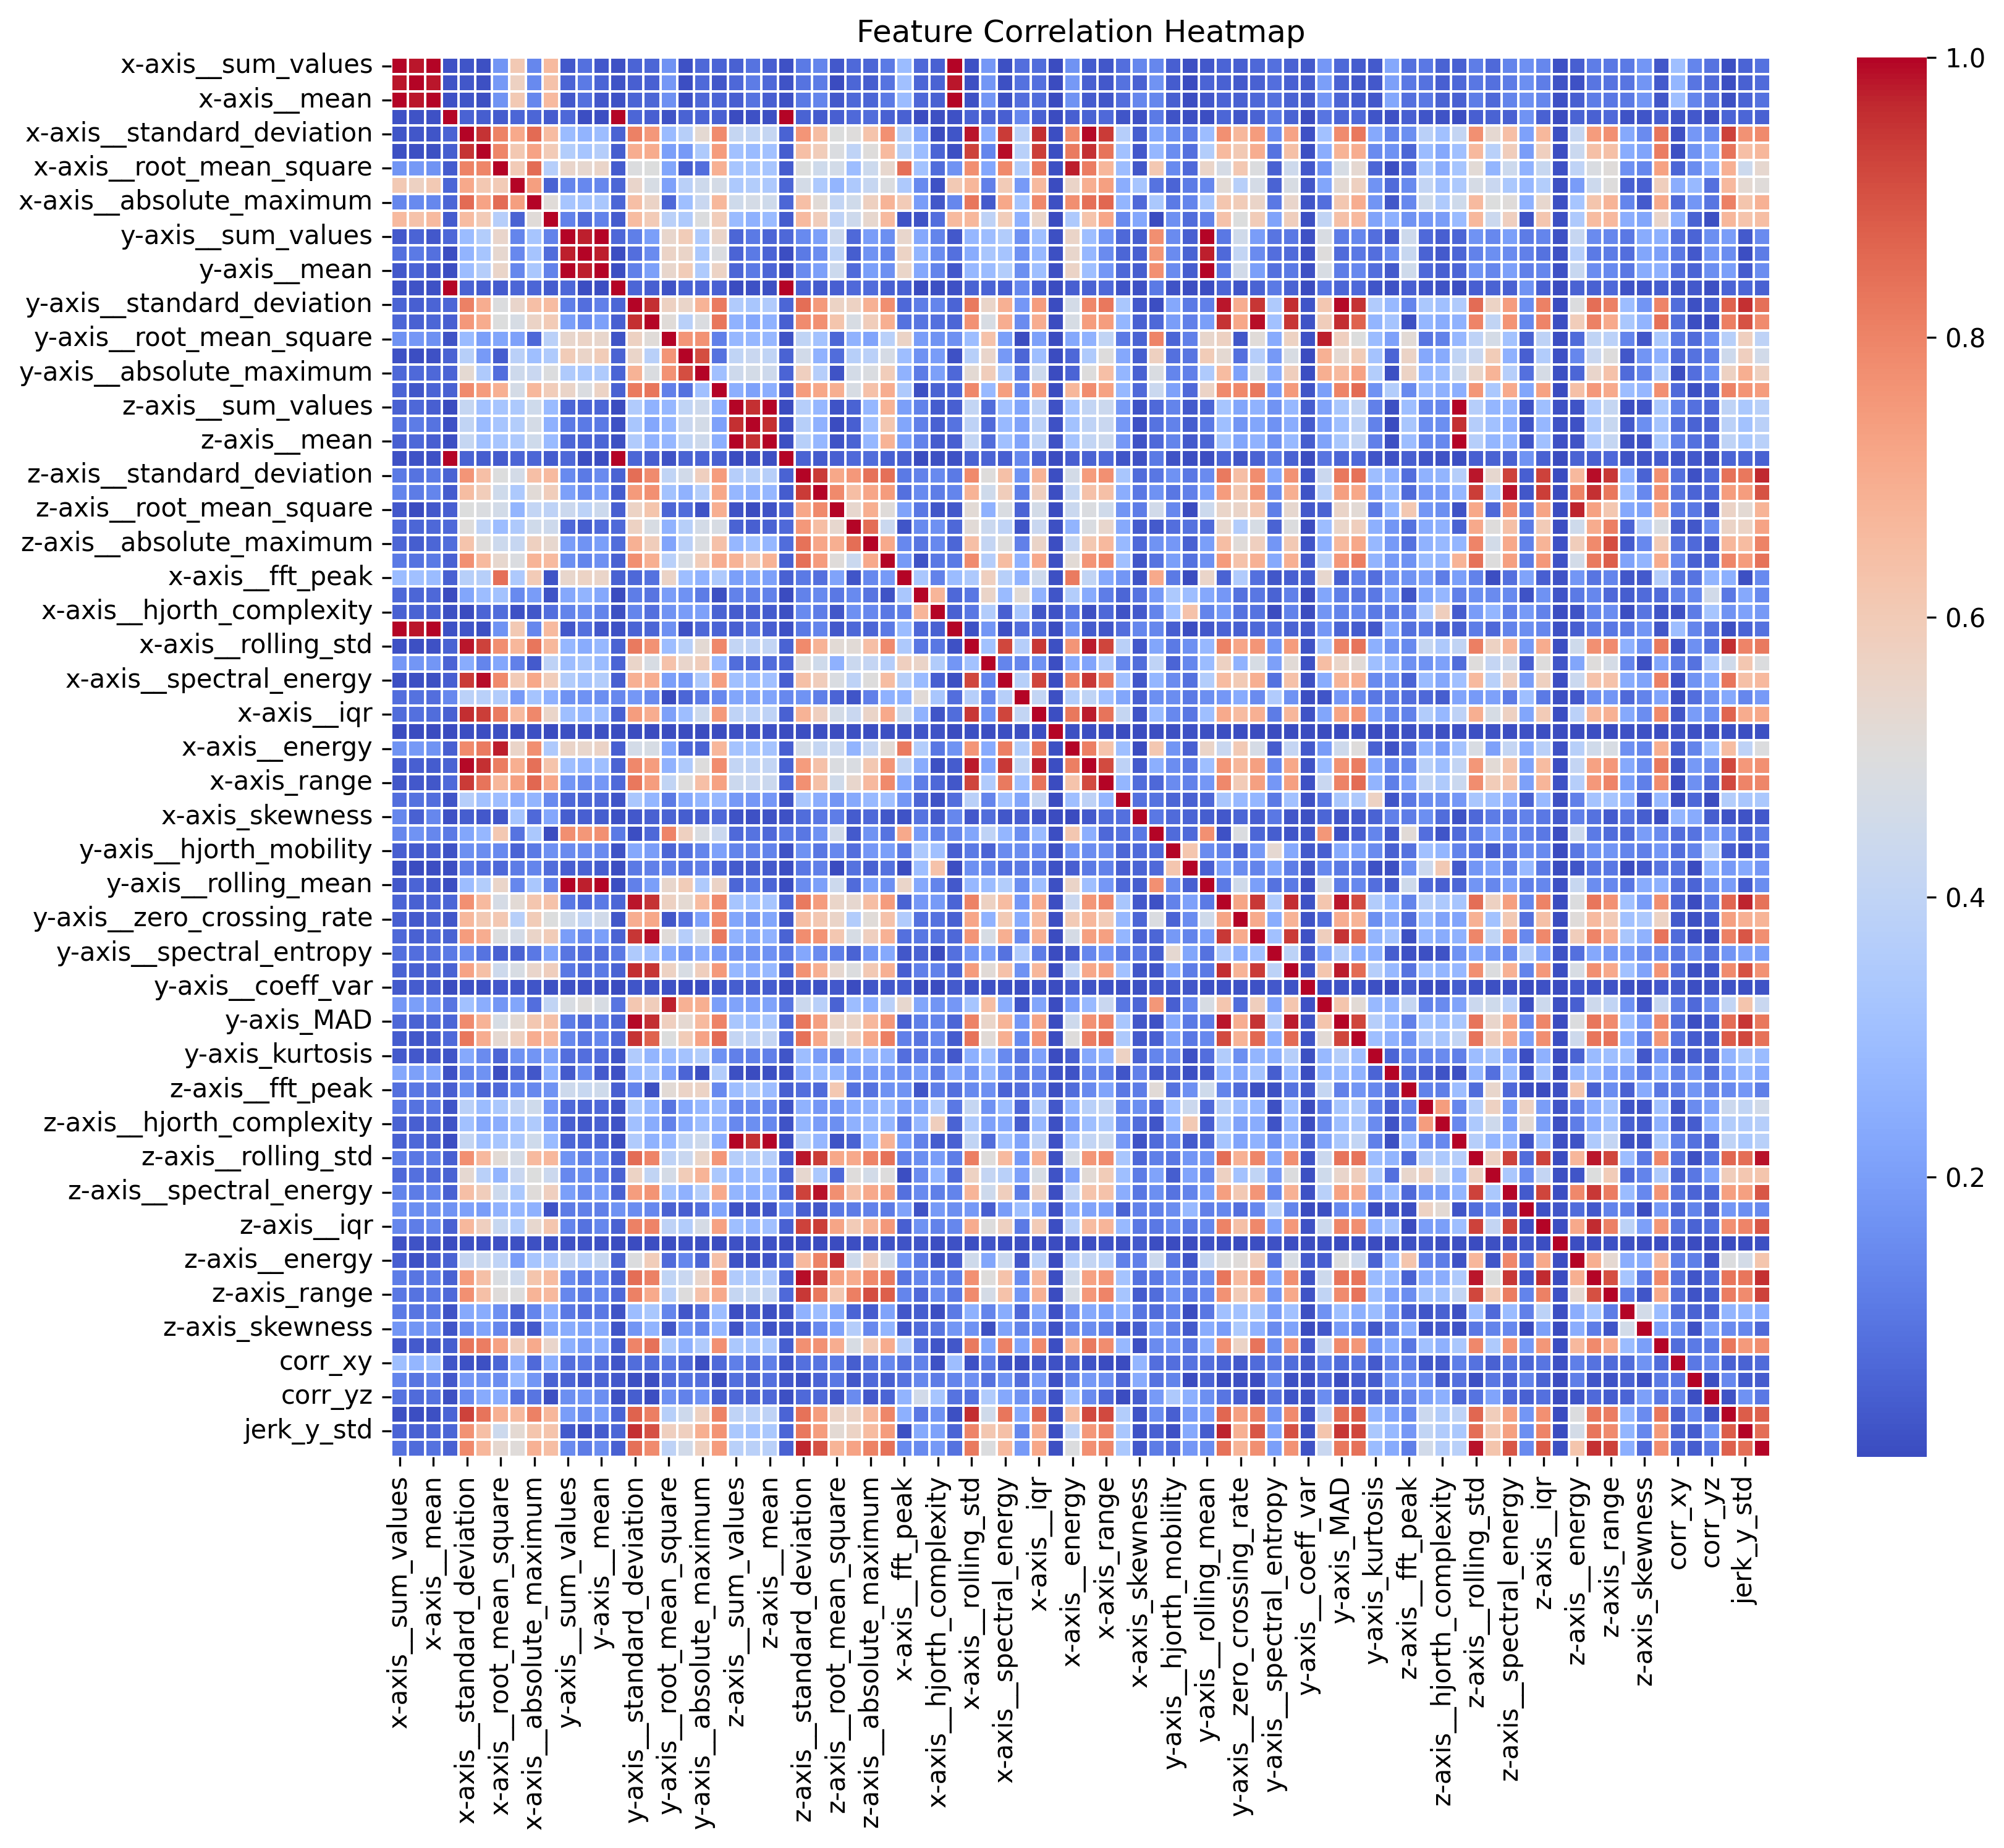 Feature Correlation Heatmap
x-axis__sum_values
x-axis__mean
x-axis__standard_deviation
x-axis__root_mean_square
x-axis__absolute_maximum
y-axis__sum_values
y-axis__mean
y-axis__standard_deviation
y-axis__root_mean_square
y-axis__absolute_maximum
z-axis__sum_values
z-axis__mean
z-axis__standard_deviation
z-axis__root_mean_square
z-axis__absolute_maximum
x-axis__fft_peak
x-axis__hjorth_complexity
x-axis__rolling_std
x-axis__spectral_energy
x-axis__iqr
x-axis__energy
x-axis_range
x-axis_skewness
y-axis__hjorth_mobility
y-axis__rolling_mean
y-axis__zero_crossing_rate
y-axis__spectral_entropy
y-axis__coeff_var
y-axis_MAD
y-axis_kurtosis
z-axis__fft_peak
z-axis__hjorth_complexity
z-axis__rolling_std
z-axis__spectral_energy
z-axis__iqr
z-axis__energy
z-axis_range
z-axis_skewness
corr_xy
corr_yz
jerk_y_std
x-axis__sum_values
x-axis__mean
x-axis__standard_deviation
x-axis__root_mean_square
x-axis__absolute_maximum
y-axis__sum_values
y-axis__mean
y-axis__standard_deviation
y-axis__root_mean_square
y-axis__absolute_maximum
z-axis__sum_values
z-axis__mean
z-axis__standard_deviation
z-axis__root_mean_square
z-axis__absolute_maximum
x-axis__fft_peak
x-axis__hjorth_complexity
x-axis__rolling_std
x-axis__spectral_energy
x-axis__iqr
x-axis__energy
x-axis_range
x-axis_skewness
y-axis__hjorth_mobility
y-axis__rolling_mean
y-axis__zero_crossing_rate
y-axis__spectral_entropy
y-axis__coeff_var
y-axis_MAD
y-axis_kurtosis
z-axis__fft_peak
z-axis__hjorth_complexity
z-axis__rolling_std
z-axis__spectral_energy
z-axis__iqr
z-axis__energy
z-axis_range
z-axis_skewness
corr_xy
corr_yz
jerk_y_std
1.0
0.8
0.6
0.4
0.2